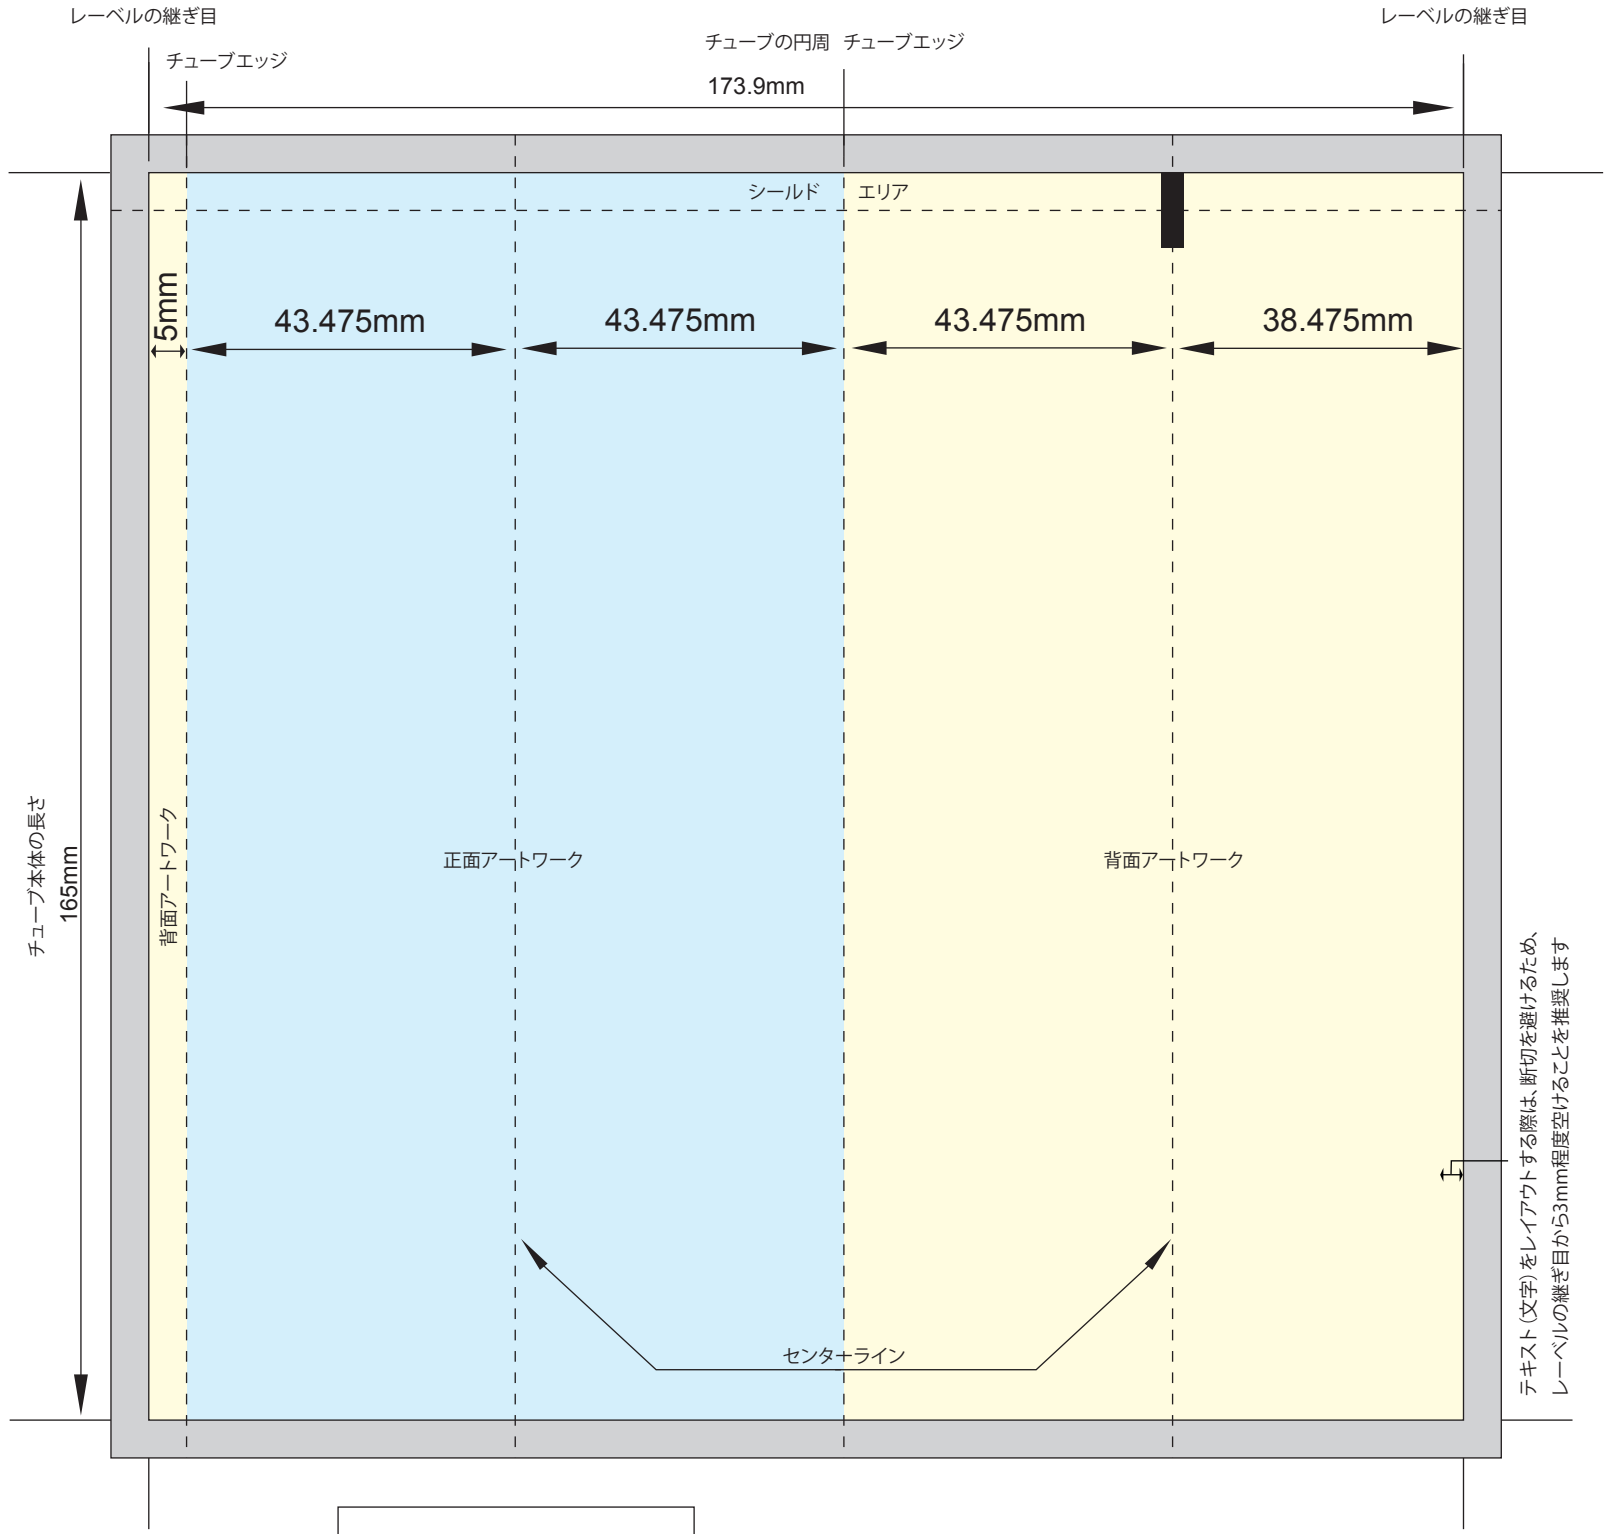 レーベルの継ぎ目
レーベルの継ぎ目
チューブエッジ
チューブの円周
チューブエッジ
173.9mm
シールド
エリア
5mm
43.475mm
43.475mm
43.475mm
38.475mm
チューブ本体の長さ
165mm
背面アートワーク
正面アートワーク
背面アートワーク
テキスト（文字）をレイアウトする際は、断切を避けるため、
レーベルの継ぎ目から3mm程度空けることを推奨します
センターライン